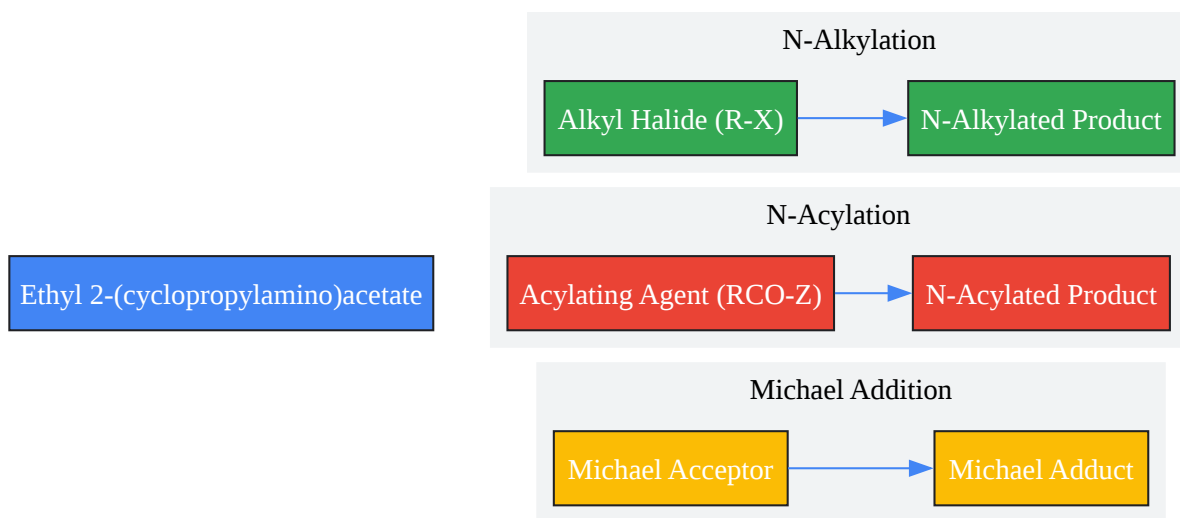 N-Alkylation
Alkyl Halide (R-X)
N-Alkylated Product
N-Acylation
Ethyl 2-(cyclopropylamino)acetate
Acylating Agent (RCO-Z)
N-Acylated Product
Michael Addition
Michael Acceptor
Michael Adduct